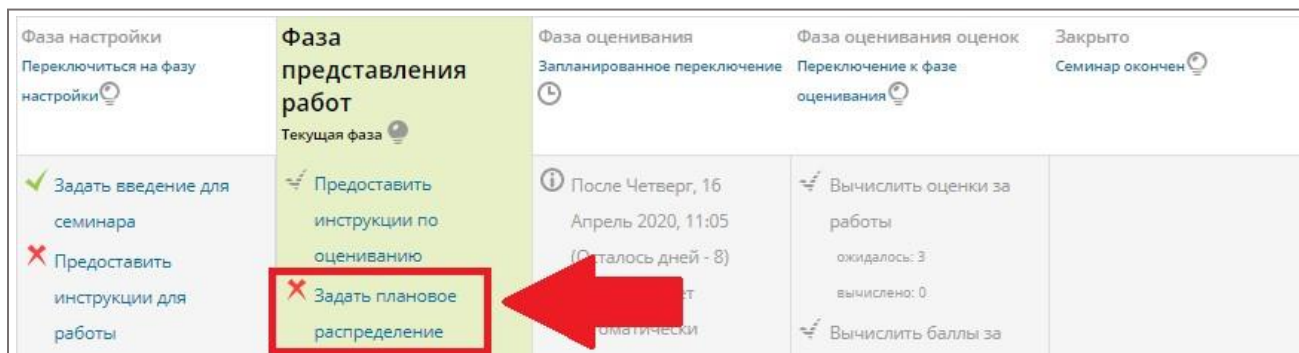 Фаза настройки
Переключиться на фазу
настройки
Фаза
представления
работ
Текущая фаза
Фаза оценивания
Запланированное переключение
Фаза оценивания оценок
Переключение к фазе
оценивания
Закрыто
Семинар окончен
Задать введение для
семинара
Предоставить
инструкции для
работы
Предоставить
инструкции по
оцениванию
Задать плановое
распределение
После Четверг, 16
Апрель 2020, 11:05
дней - 8)
Вычислить оценки за
работы
ожидалось: 3
вычислено: 0
Вычислить баллы за